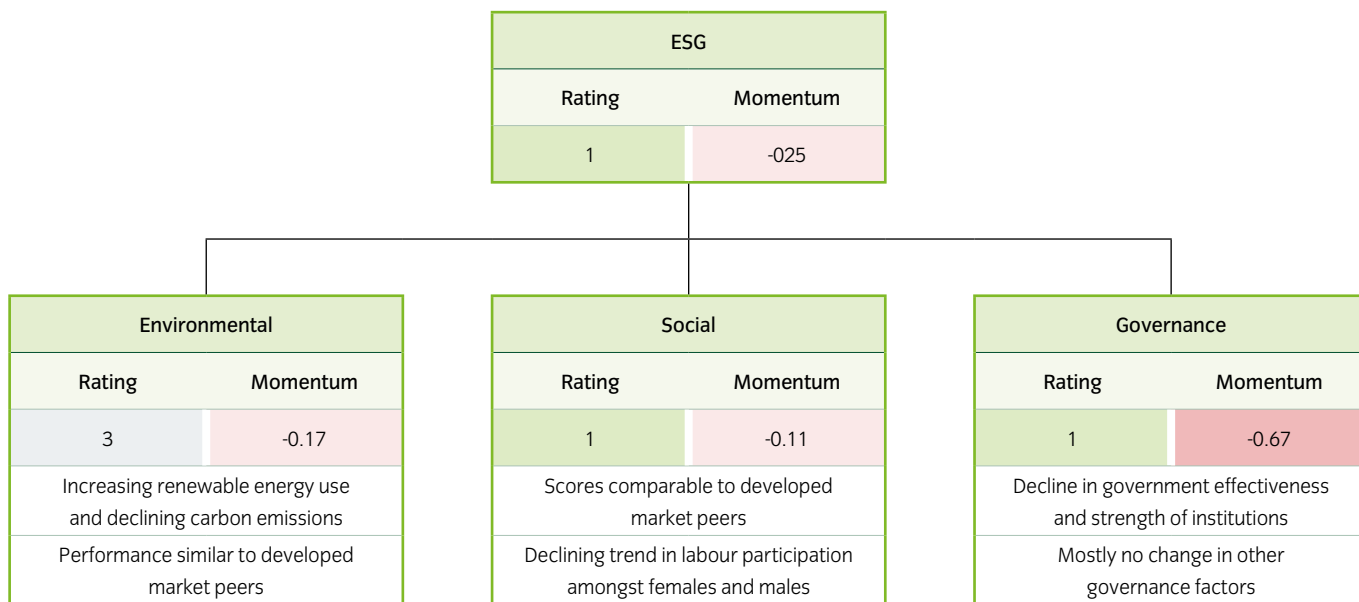 ESG
Rating Momentum
1 -025
Environmental
Rating Momentum
3 -0.17
Increasing renewable energy use
and declining carbon emissions
Performance similar to developed
market peers
Social
Rating Momentum
1 -0.11
Scores comparable to developed
market peers
Declining trend in labour participation
amongst females and males
Governance
Rating Momentum
1 -0.67
Decline in government effectiveness
and strength of institutions
Mostly no change in other
governance factors